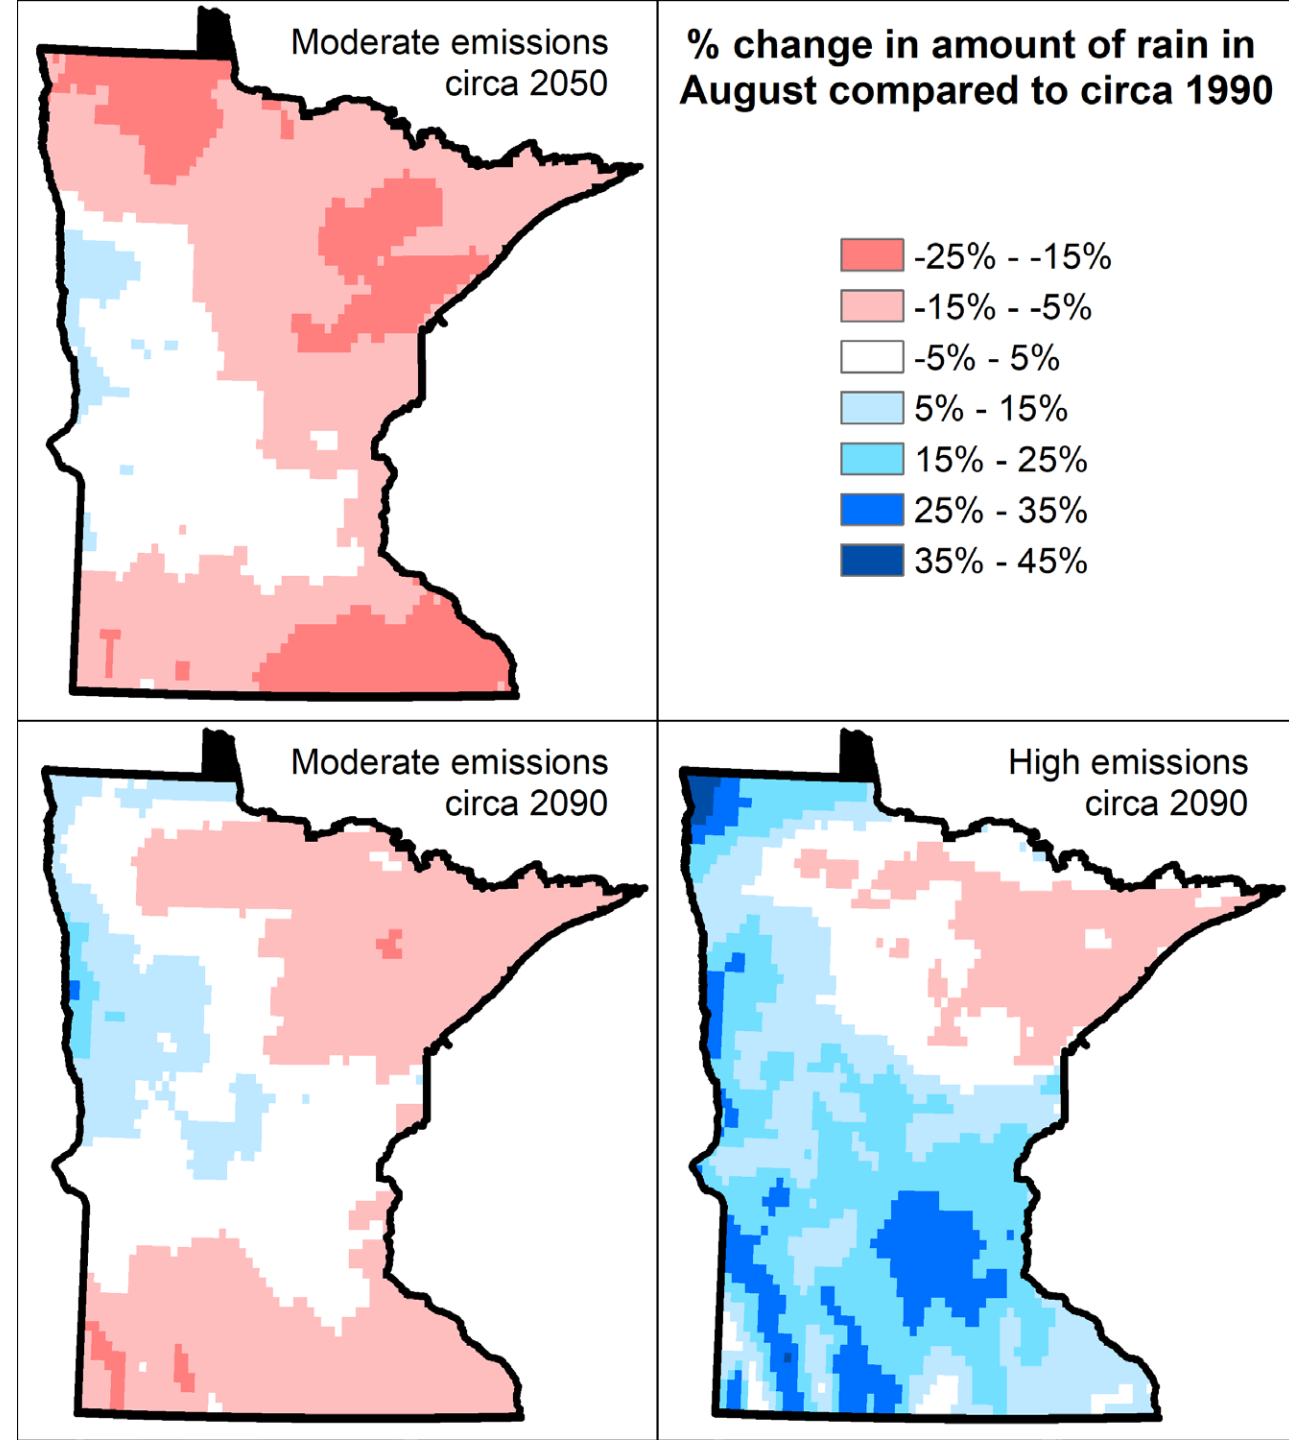 Moderate emissions
circa 2050
% change in amount of rain in
August compared to circa 1990
-25% - -15%
-15% - -5%
-5% - 5%
5% - 15%
15% - 25%
25% - 35%
35% - 45%
Moderate emissions
circa 2090
High emissions
circa 2090